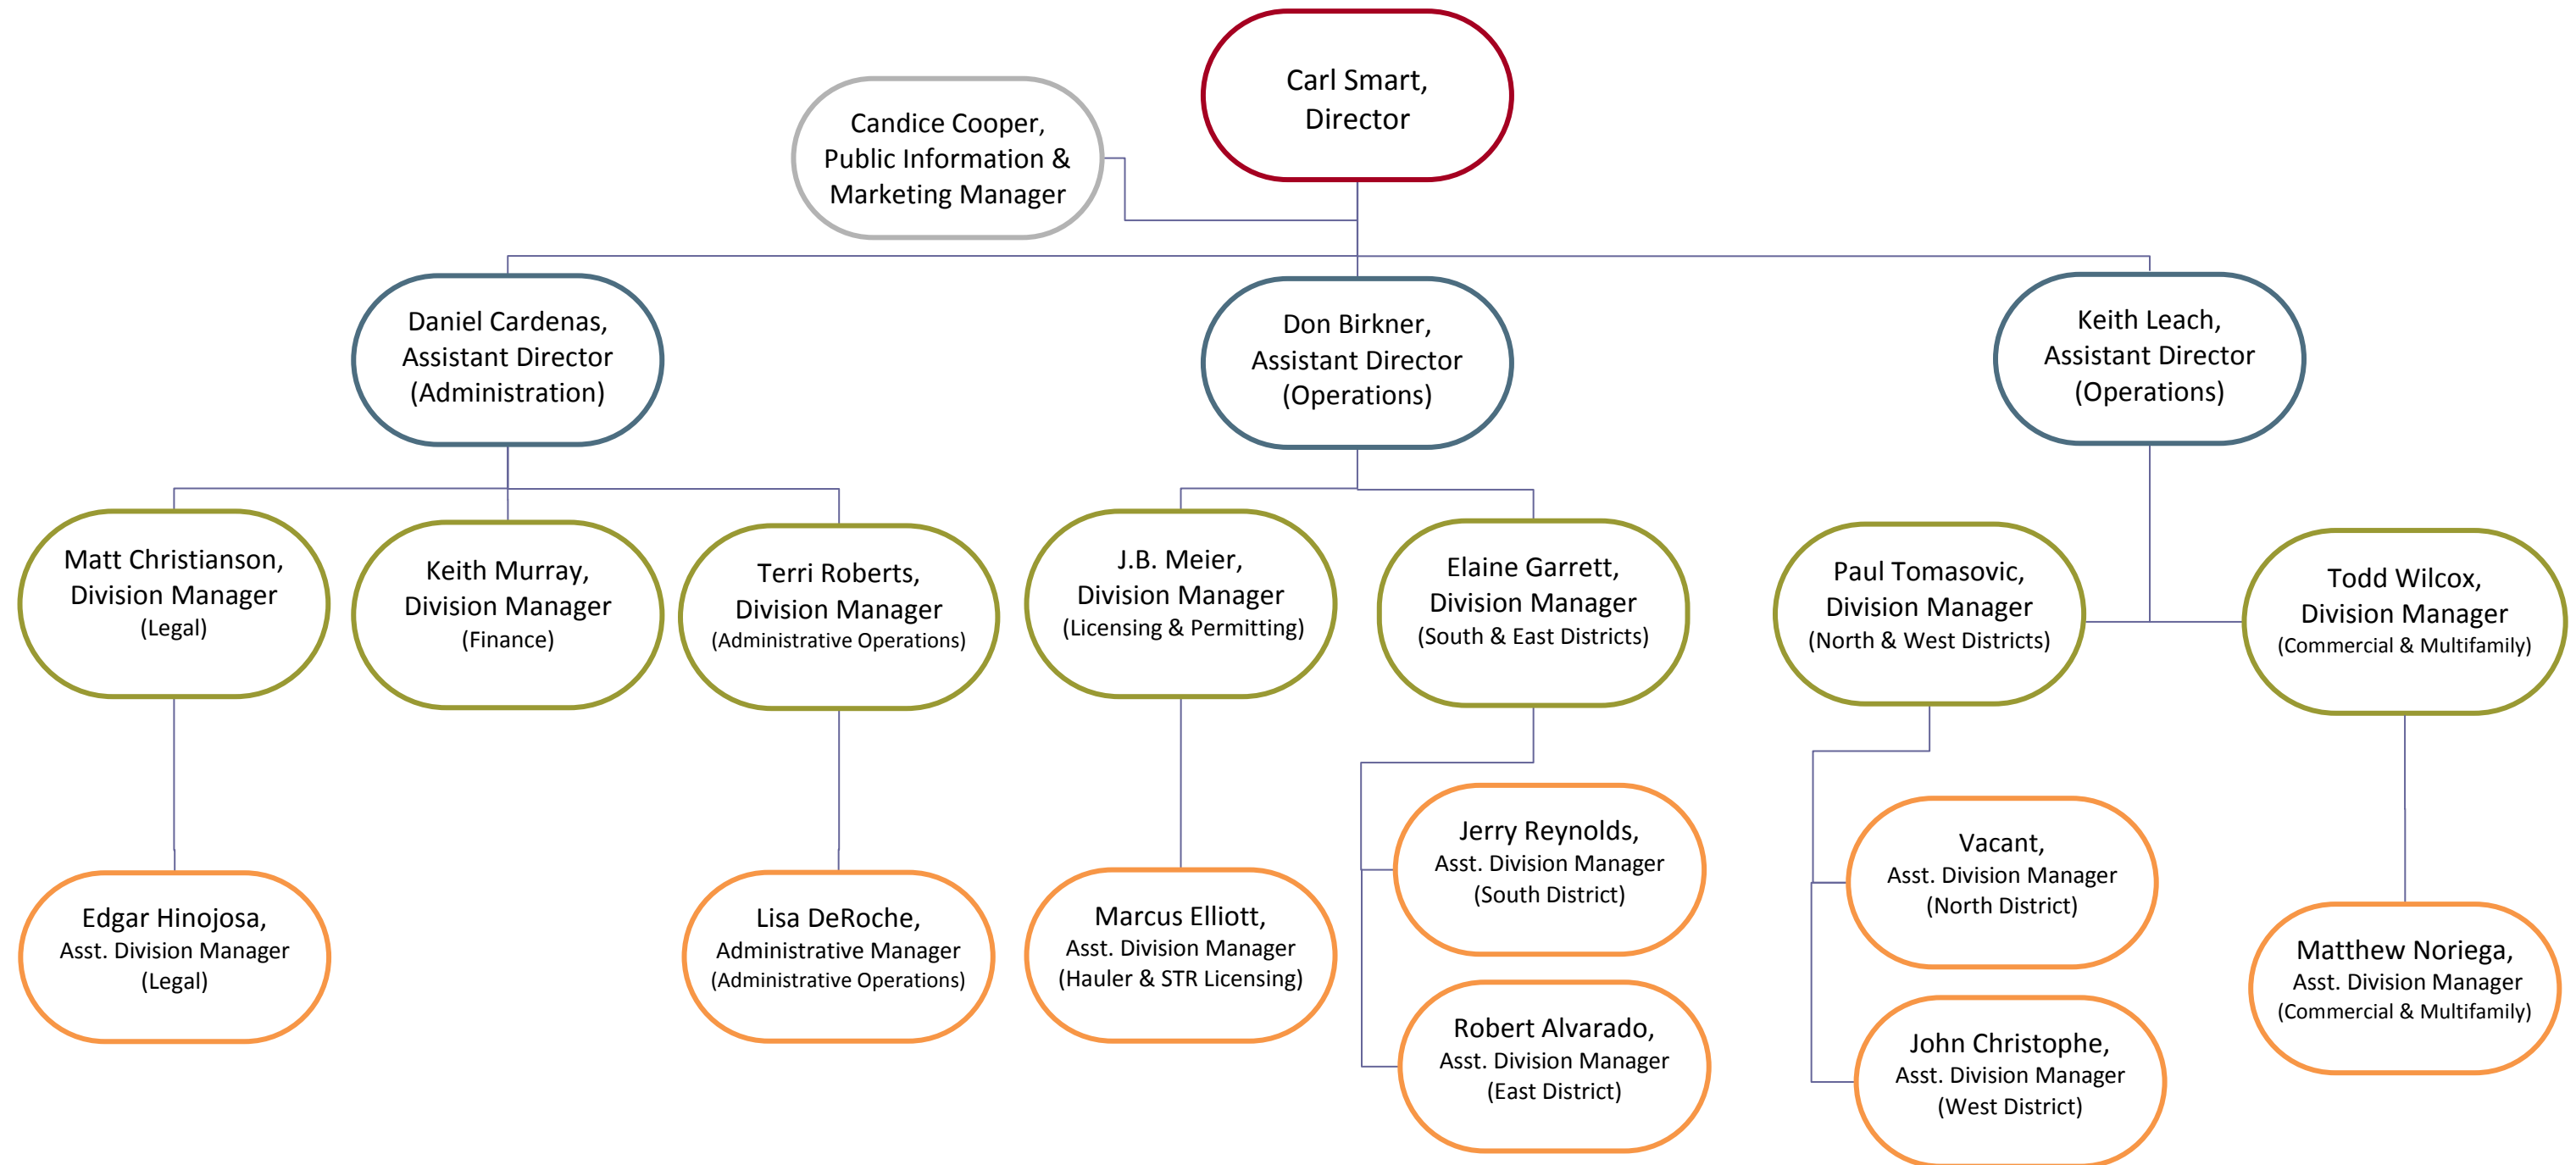 Carl Smart,
Director
Candice Cooper,
Public Information &
Marketing Manager
Daniel Cardenas,
Assistant Director
(Administration)
Don Birkner,
Assistant Director
(Operations)
Keith Leach,
Assistant Director
(Operations)
Matt Christianson,
Division Manager
(Legal)
Keith Murray,
Division Manager
(Finance)
Terri Roberts,
Division Manager
(Administrative Operations)
J.B. Meier,
Division Manager
(Licensing & Permitting)
Elaine Garrett,
Division Manager
(South & East Districts)
Paul Tomasovic,
Division Manager
(North & West Districts)
Todd Wilcox,
Division Manager
(Commercial & Multifamily)
Edgar Hinojosa,
Asst. Division Manager
(Legal)
Lisa DeRoche,
Administrative Manager
(Administrative Operations)
Marcus Elliott,
Asst. Division Manager
(Hauler & STR Licensing)
Jerry Reynolds,
Asst. Division Manager
(South District)
Robert Alvarado,
Asst. Division Manager
(East District)
Vacant,
Asst. Division Manager
(North District)
John Christophe,
Asst. Division Manager
(West District)
Matthew Noriega,
Asst. Division Manager
(Commercial & Multifamily)